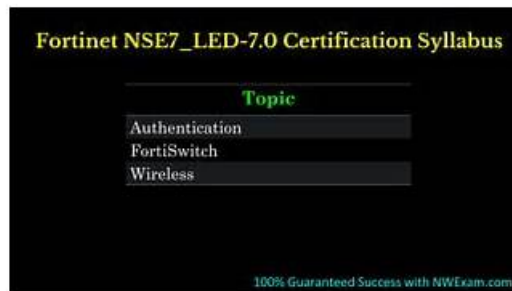 Fortinet NSE7_LED-7.0 Certification Syllabus
Topic
Authentication
FortiSwitch
Wireless
100% Guaranteed Success with NWExam.com